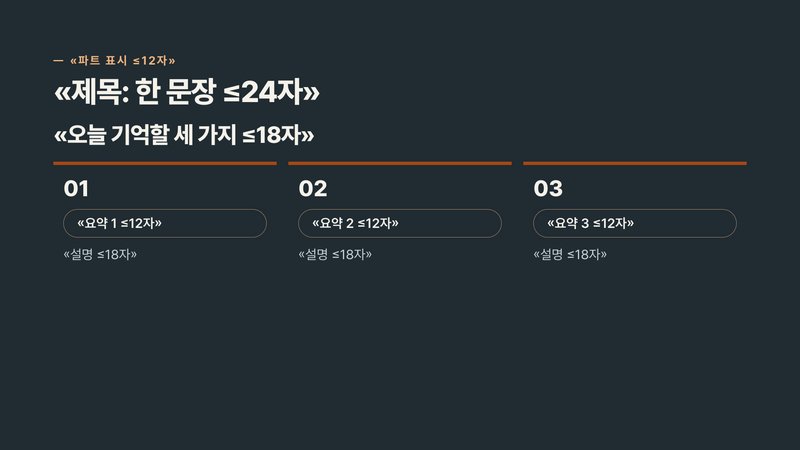 — «파트 표시 ≤12자»
«제목: 한 문장 ≤24자»
«오늘 기억할 세 가지 ≤18자»
01
«요약 1 ≤12자»
«설명 ≤18자»
02
«요약 2 ≤12자»
«설명 ≤18자»
03
«요약 3 ≤12자»
«설명 ≤18자»